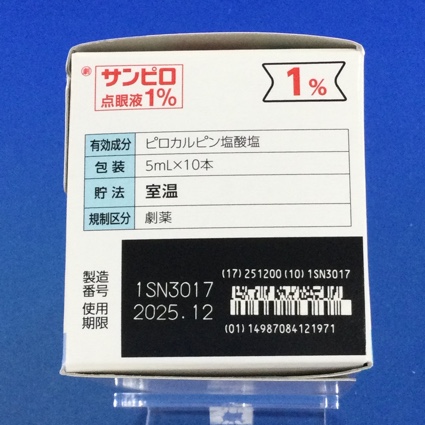 劇
サンピロ
点眼液1%
1%
有効成分 ピロカルピン塩酸塩
包装 5mL×10本
貯法 室温
規制区分 劇薬
製造番号 1SN3017
使用期限 2025.12
(17) 251200 (10) 1SN3017
(01) 14987084121971